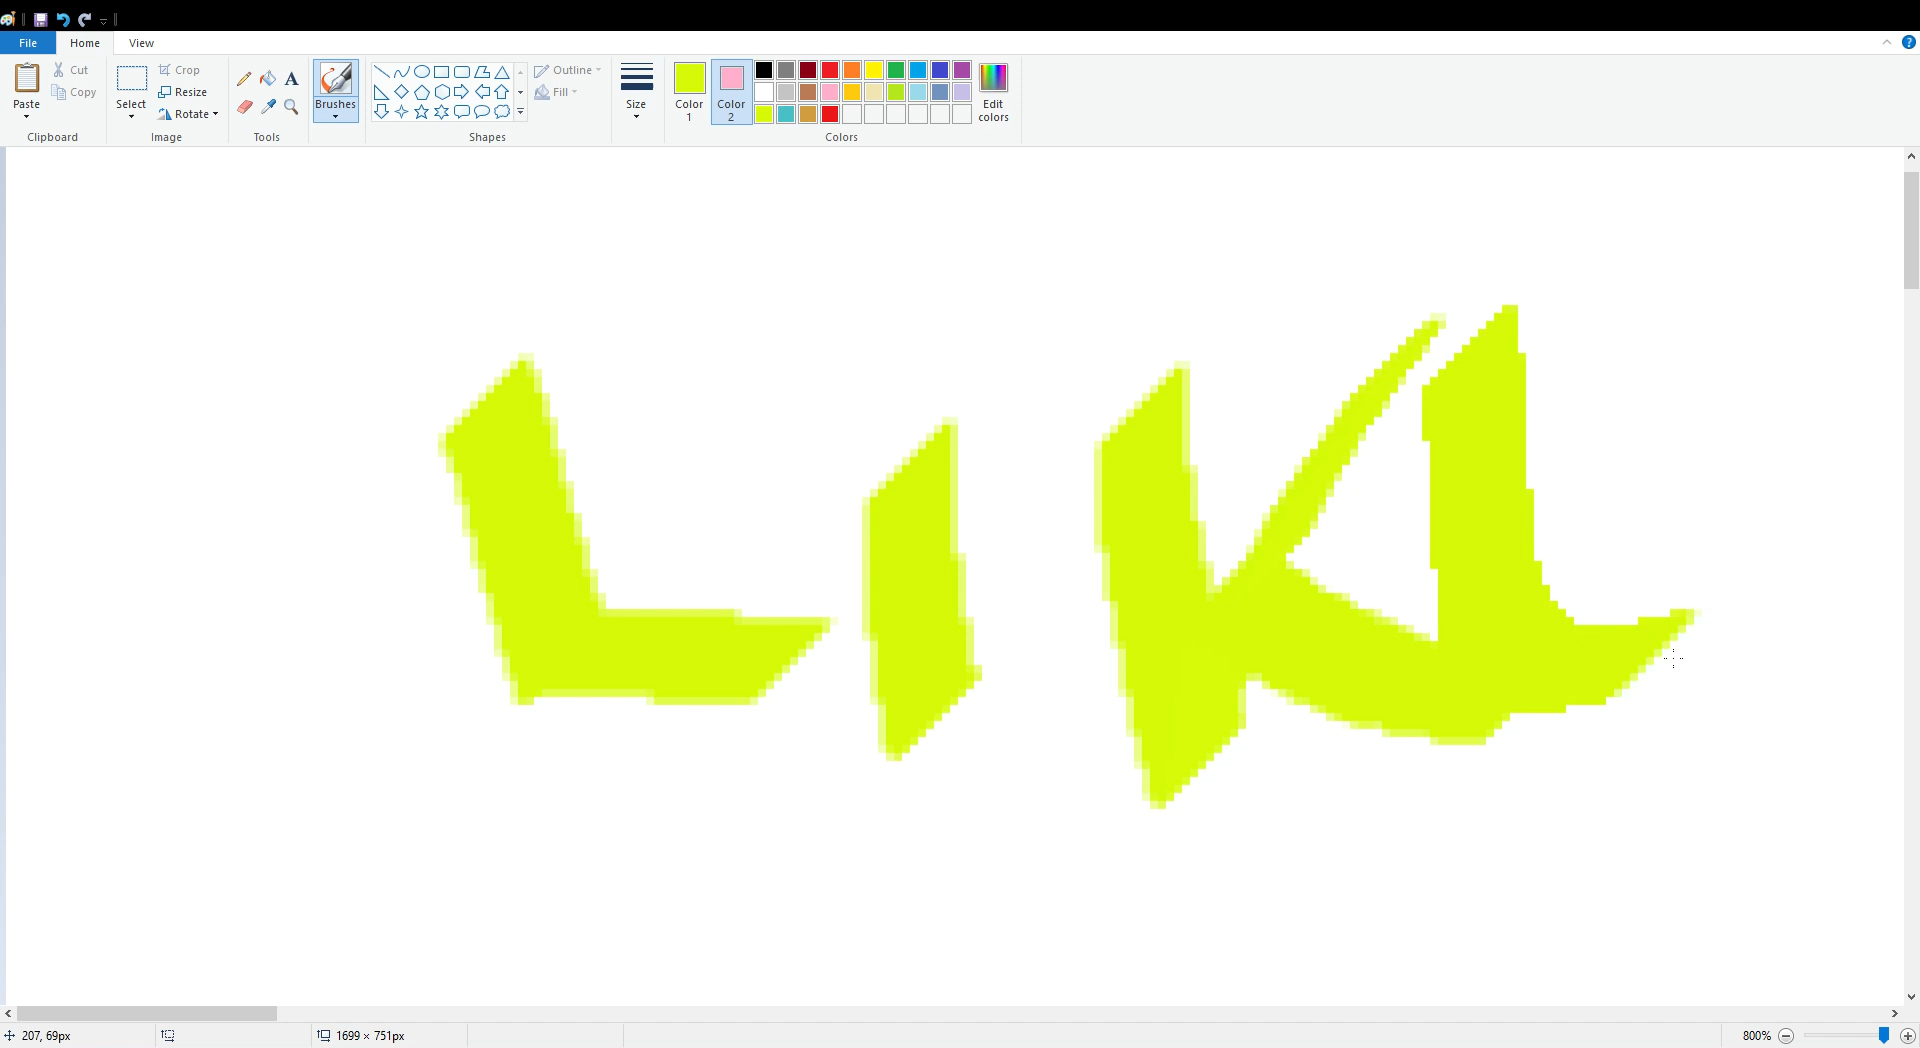 File Home View
Paste Cut Copy Select Crop Resize Rotate Brushes Outline Fill Size Color 1 Color 2 Edit colors
Clipboard Image Tools Shapes Colors
LIKL
207, 69px 1699 × 751px 800%